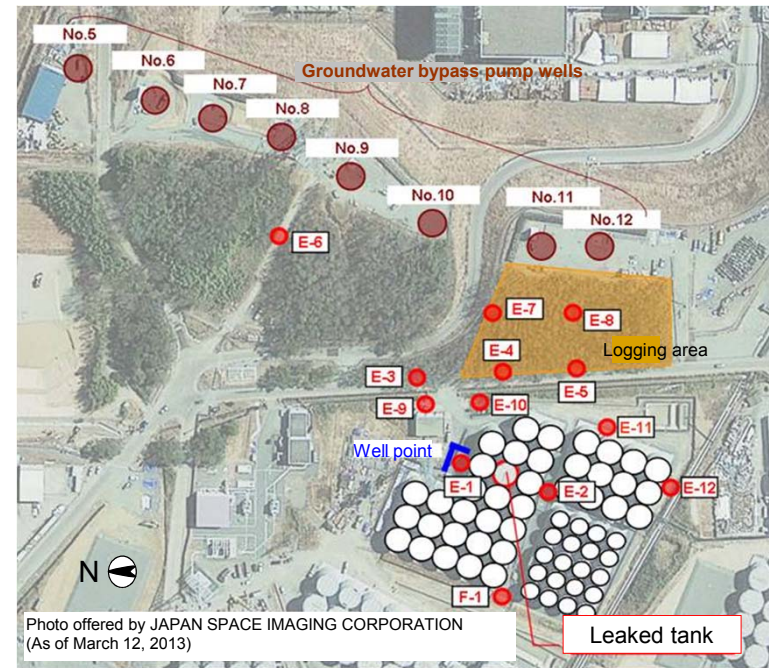 No.5
No.6
No.7
Groundwater bypass pump wells
No.8
No.9
No.10
No.11
No.12
E-6
E-7
E-8
Logging area
E-4
E-5
E-3
E-9
E-10
E-11
Well point
E-1
E-2
E-12
N
F-1
Photo offered by JAPAN SPACE IMAGING CORPORATION
(As of March 12, 2013)
Leaked tank